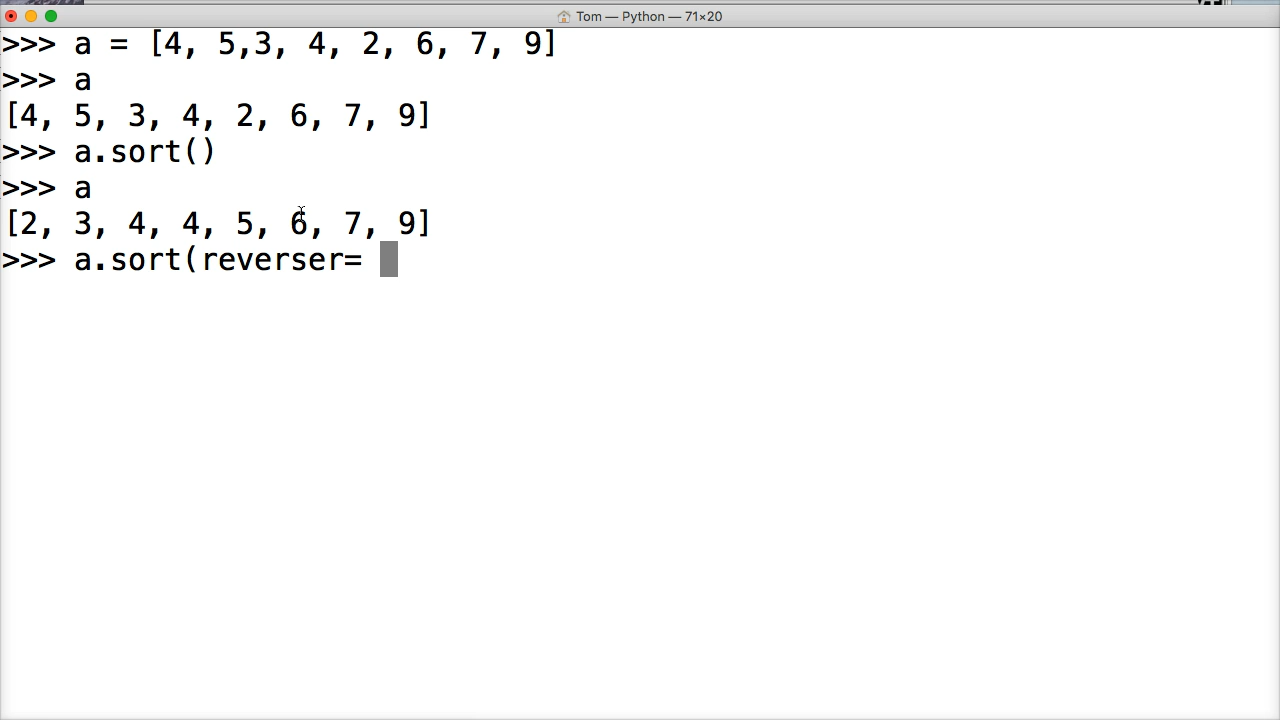 Tom — Python — 71×20
>>> a = [4, 5,3, 4, 2, 6, 7, 9]
>>> a
[4, 5, 3, 4, 2, 6, 7, 9]
>>> a.sort()
>>> a
[2, 3, 4, 4, 5, 6, 7, 9]
>>> a.sort(reverser=